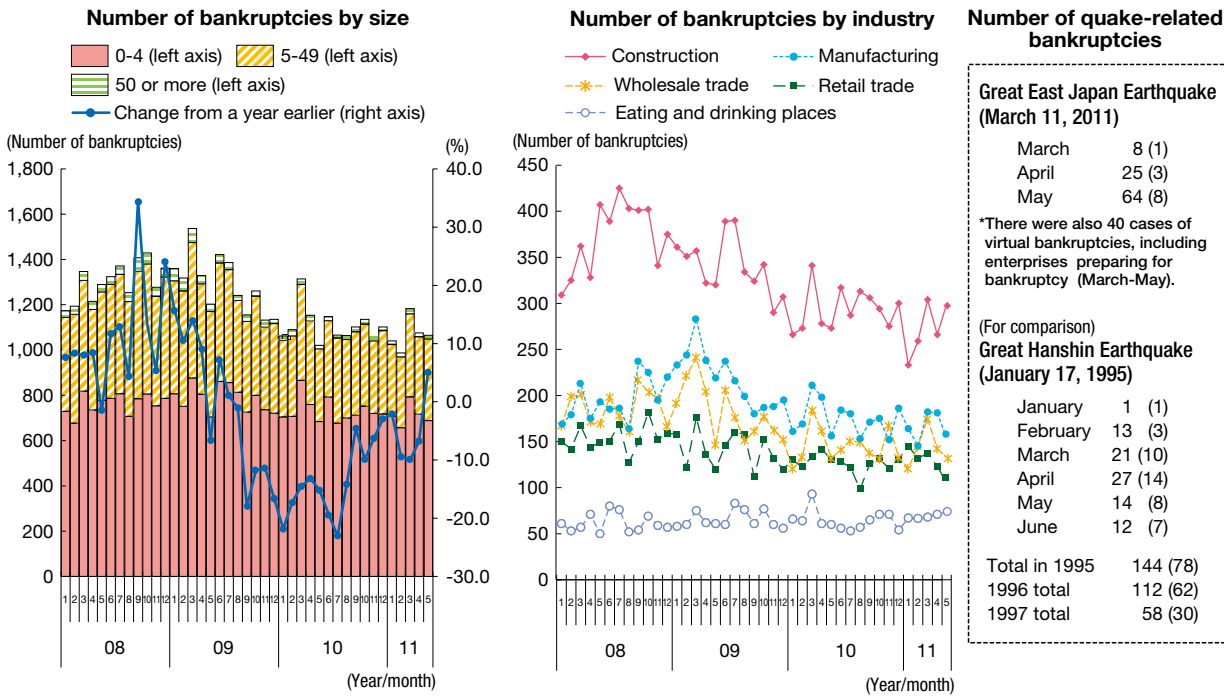 Number of bankruptcies by size
0-4 (left axis)
5-49 (left axis)
50 or more (left axis)
Change from a year earlier (right axis)
(Number of bankruptcies)
(%)
1,800
1,600
1,400
1,200
1,000
800
600
400
200
0
40.0
30.0
20.0
10.0
0.0
-10.0
-20.0
-30.0
1 2 3 4 5 6 7 8 9 10 11 12 1 2 3 4 5 6 7 8 9 10 11 12 1 2 3 4 5 6 7 8 9 10 11 12 1 2 3 4 5
08 09 10 11
(Year/month)
Number of bankruptcies by industry
Construction
Manufacturing
Wholesale trade
Retail trade
Eating and drinking places
(Number of bankruptcies)
450
400
350
300
250
200
150
100
50
0
1 2 3 4 5 6 7 8 9 10 11 12 1 2 3 4 5 6 7 8 9 10 11 12 1 2 3 4 5 6 7 8 9 10 11 12 1 2 3 4 5
08 09 10 11
(Year/month)
Number of quake-related
bankruptcies
Great East Japan Earthquake
(March 11, 2011)
March 8 (1)
April 25 (3)
May 64 (8)
*There were also 40 cases of
virtual bankruptcies, including
enterprises preparing for
bankruptcy (March-May).
(For comparison)
Great Hanshin Earthquake
(January 17, 1995)
January 1 (1)
February 13 (3)
March 21 (10)
April 27 (14)
May 14 (8)
June 12 (7)
Total in 1995 144 (78)
1996 total 112 (62)
1997 total 58 (30)